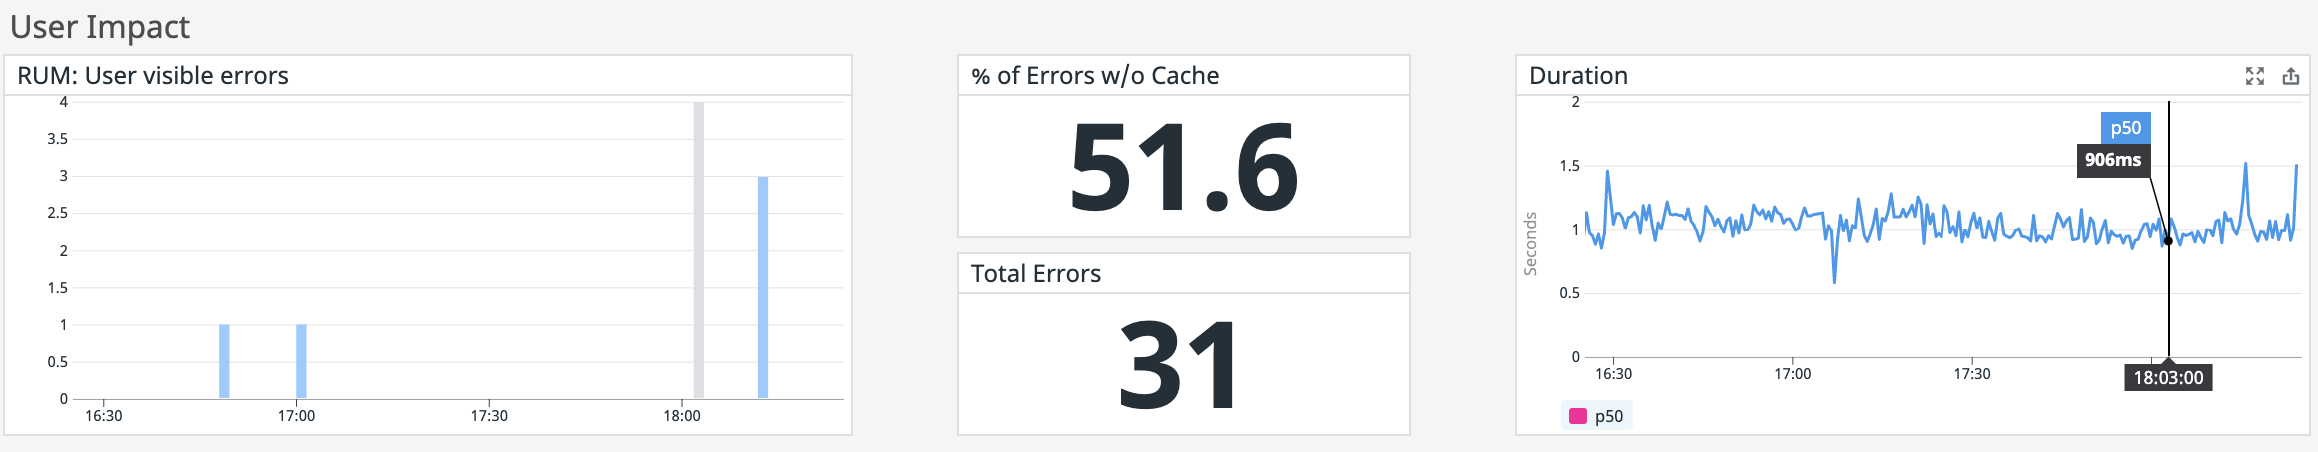 User Impact
RUM: User visible errors
4
3.5
3
2.5
2
1.5
1
0.5
0
16:30 17:00 17:30 18:00
% of Errors w/o Cache
51.6
Total Errors
31
Duration
2
1.5
1
0.5
0
Seconds
p50
906ms
16:30 17:00 17:30
18:03:00
p50